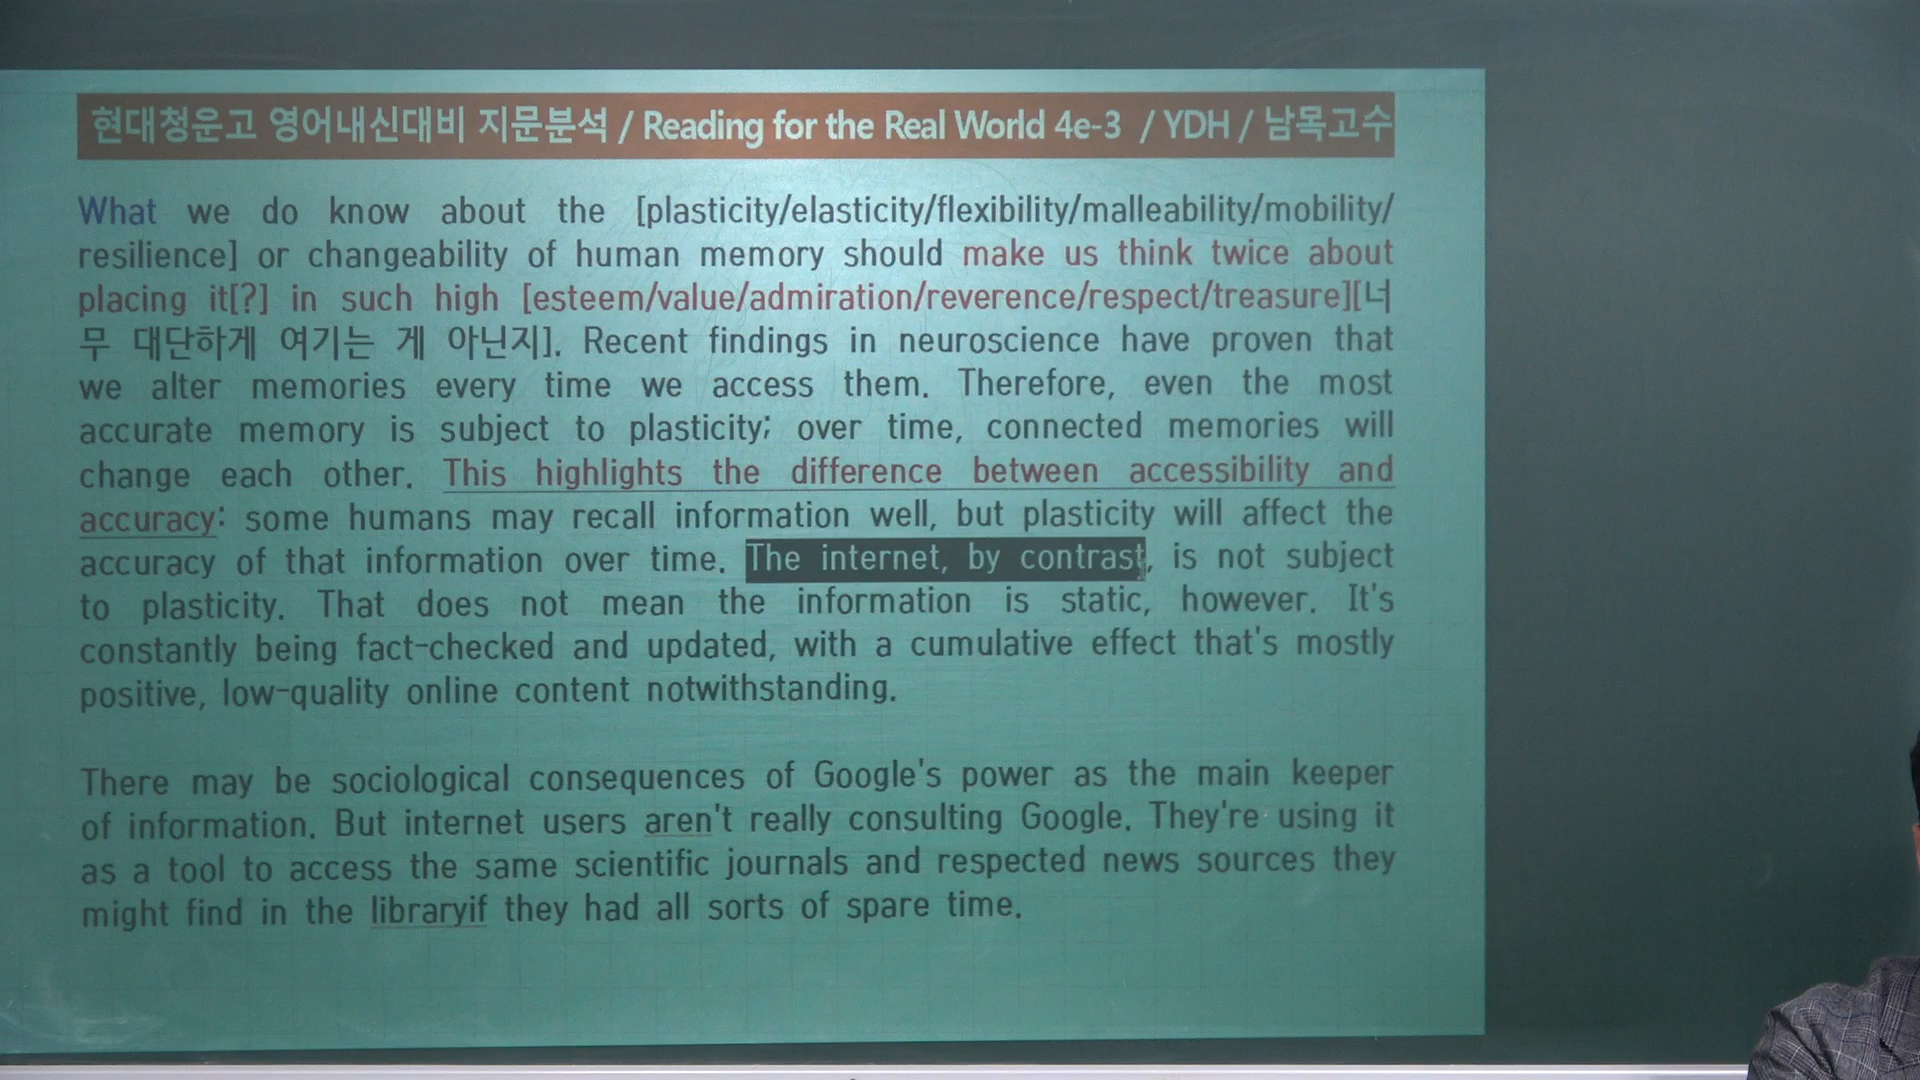 현대청운고 영어내신대비 지문분석 / Reading for the Real World 4e-3 / YDH / 남목고수
What we do know about the [plasticity/elasticity/flexibility/malleability/mobility/
resilience] or changeability of human memory should make us think twice about
placing it[?] in such high [esteem/value/admiration/reverence/respect/treasure][너
무 대단하게 여기는 게 아닌지]. Recent findings in neuroscience have proven that
we alter memories every time we access them. Therefore, even the most
accurate memory is subject to plasticity; over time, connected memories will
change each other. This highlights the difference between accessibility and
accuracy: some humans may recall information well, but plasticity will affect the
accuracy of that information over time. The internet, by contrast, is not subject
to plasticity. That does not mean the information is static, however. It's
constantly being fact-checked and updated, with a cumulative effect that's mostly
positive, low-quality online content notwithstanding.
There may be sociological consequences of Google's power as the main keeper
of information. But internet users aren't really consulting Google. They're using it
as a tool to access the same scientific journals and respected news sources they
might find in the libraryif they had all sorts of spare time.